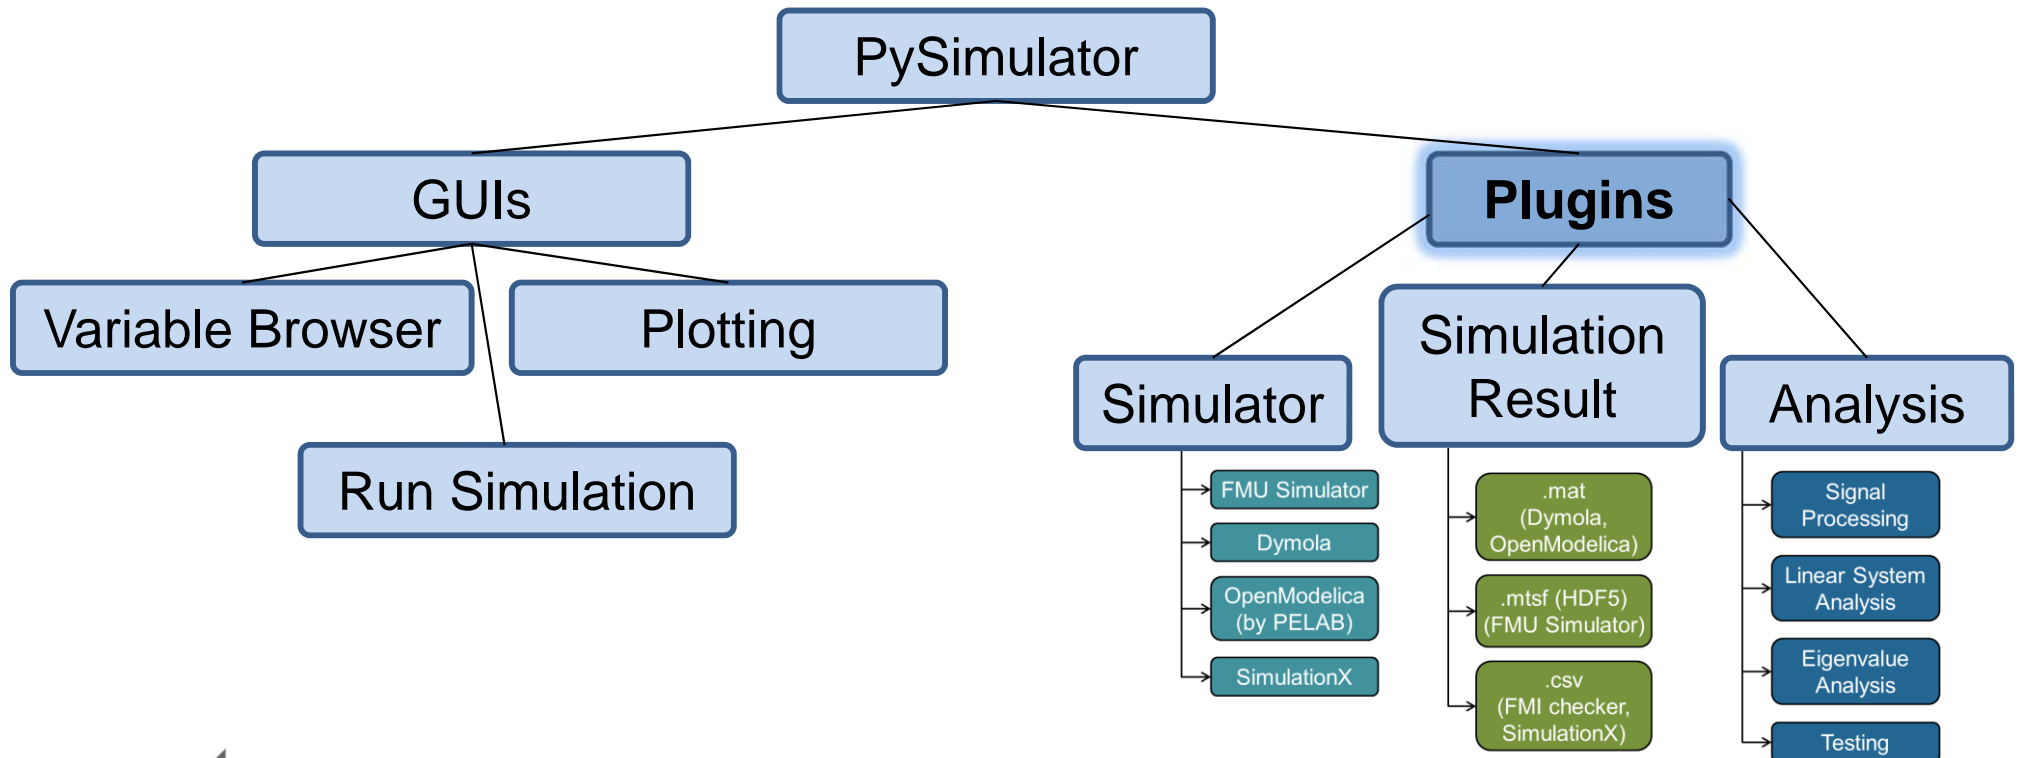 PySimulator
GUIs
Plugins
Variable Browser
Plotting
Run Simulation
Simulator
Simulation
Result
Analysis
FMU Simulator
Dymola
OpenModelica
(by PELAB)
SimulationX
.mat
(Dymola,
OpenModelica)
.mtsf (HDF5)
(FMU Simulator)
.csv
(FMI checker,
SimulationX)
Signal
Processing
Linear System
Analysis
Eigenvalue
Analysis
Testing